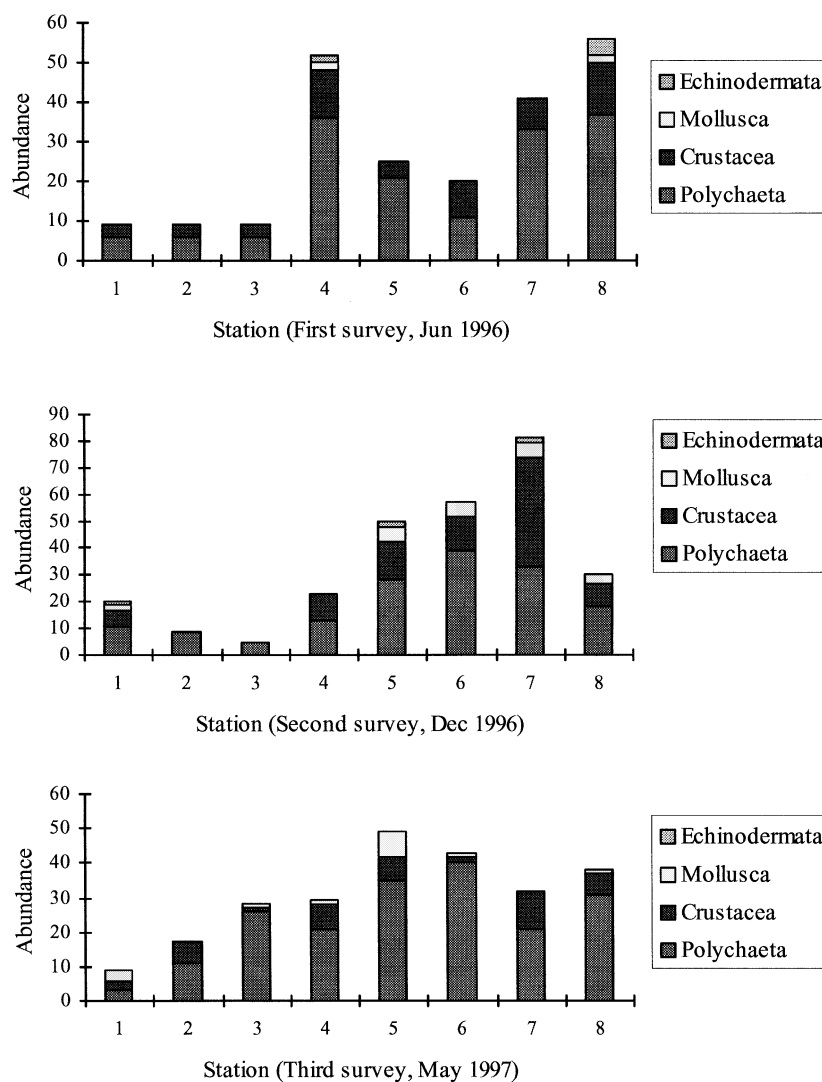 60
50
40
30
20
10
0
Abundance
1 2 3 4 5 6 7 8
Station (First survey, Jun 1996)
Echinodermata
Mollusca
Crustacea
Polychaeta
90
80
70
60
50
40
30
20
10
0
Abundance
1 2 3 4 5 6 7 8
Station (Second survey, Dec 1996)
Echinodermata
Mollusca
Crustacea
Polychaeta
60
50
40
30
20
10
0
Abundance
1 2 3 4 5 6 7 8
Station (Third survey, May 1997)
Echinodermata
Mollusca
Crustacea
Polychaeta